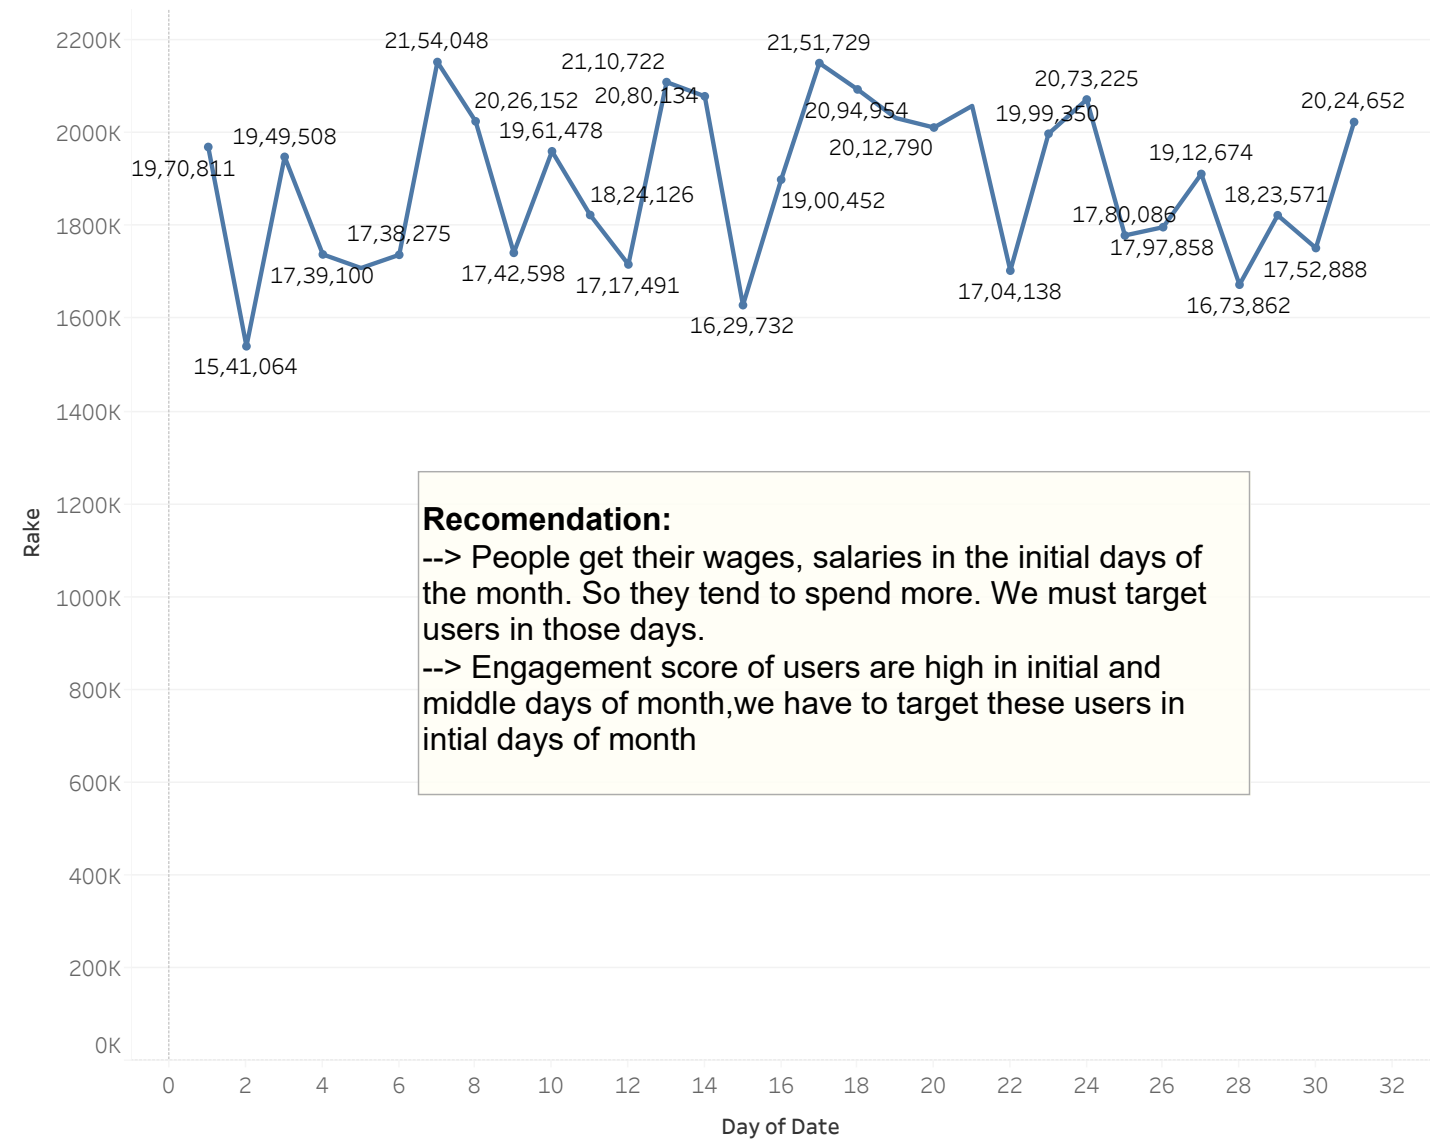 2200K
2000K
1800K
1600K
1400K
1200K
1000K
800K
600K
400K
200K
0K
Rake
21,54,048
21,51,729
21,10,722
20,73,225
20,80,134
20,26,152
20,24,652
20,94,954
19,99,350
19,61,478
19,49,508
20,12,790
19,12,674
19,70,811
18,24,126
18,23,571
19,00,452
17,80,086
17,38,275
17,97,858
17,39,100
17,42,598
17,52,888
17,17,491
17,04,138
16,73,862
16,29,732
15,41,064
Recomendation:
--> People get their wages, salaries in the initial days of
the month. So they tend to spend more. We must target
users in those days.
--> Engagement score of users are high in initial and
middle days of month,we have to target these users in
intial days of month
0 2 4 6 8 10 12 14 16 18 20 22 24 26 28 30 32
Day of Date